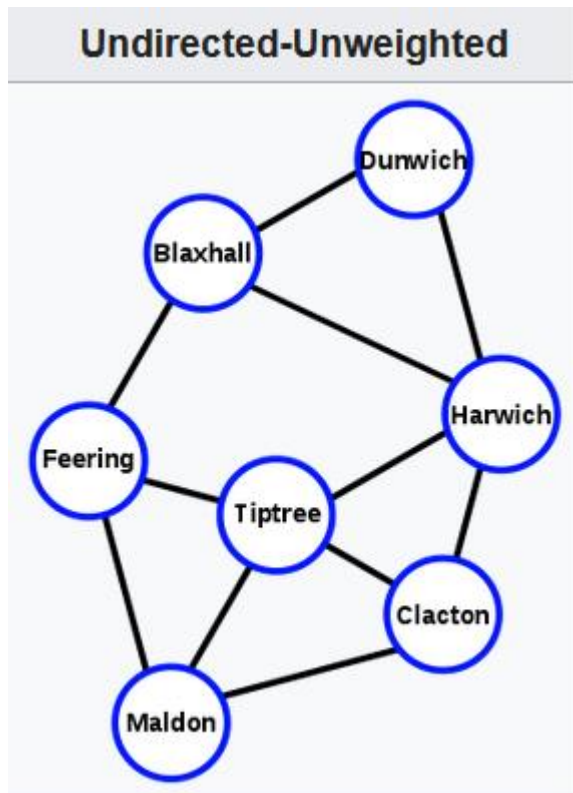 Undirected-Unweighted
Dunwich
Blaxhall
Harwich
Feering
Tiptree
Clacton
Maldon